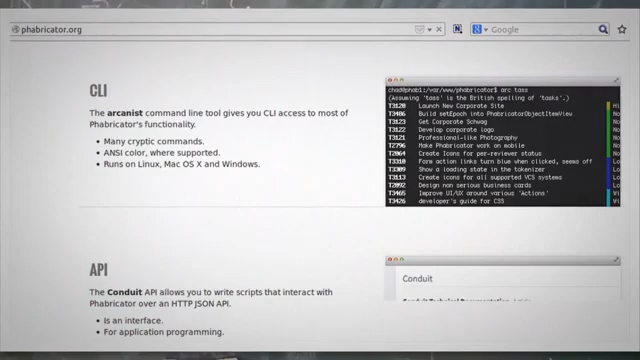 phabricator.org
Google
CLI
The arcanist command line tool gives you CLI access to most of
Phabricator's functionality.
• Many cryptic commands.
• ANSI color, where supported.
• Runs on Linux, Mac OS X and Windows.
chad@phab1:/var/www/phabricator$ arc tass
(Assuming 'tass' is the British spelling of 'tasks'.)
T3120 Launch New Corporate Site
T3486 Build setEpoch into PhabricatorObjectItemView
T3123 Get Corporate Schwag
T3122 Develop corporate logo
T3121 Professional-like Photography
T2796 Make Phabricator work on mobile
T2064 Create Icons for per-reviewer status
T3310 Farm action links turn blue when clicked, seems off
T3309 Show a loading state in the tokenizer
T3113 Create icons for all supported VCS systems
T2092 Design non serious business cards
T3465 Improve UI/UX around various 'Actions'
T3426 developer's guide for CSS
API
The Conduit API allows you to write scripts that interact with
Phabricator over an HTTP JSON API.
• Is an interface.
• For application programming.
Conduit